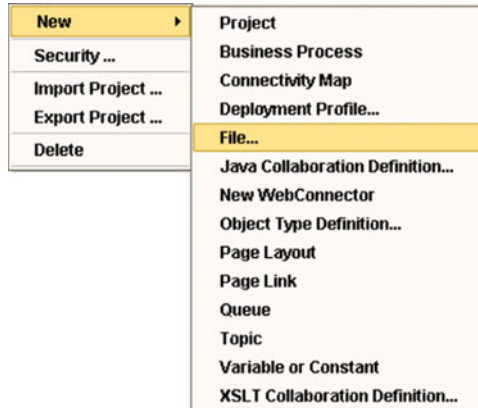 New
Security ...
Import Project ...
Export Project ...
Delete
Project
Business Process
Connectivity Map
Deployment Profile...
File...
Java Collaboration Definition...
New WebConnector
Object Type Definition...
Page Layout
Page Link
Queue
Topic
Variable or Constant
XSLT Collaboration Definition...